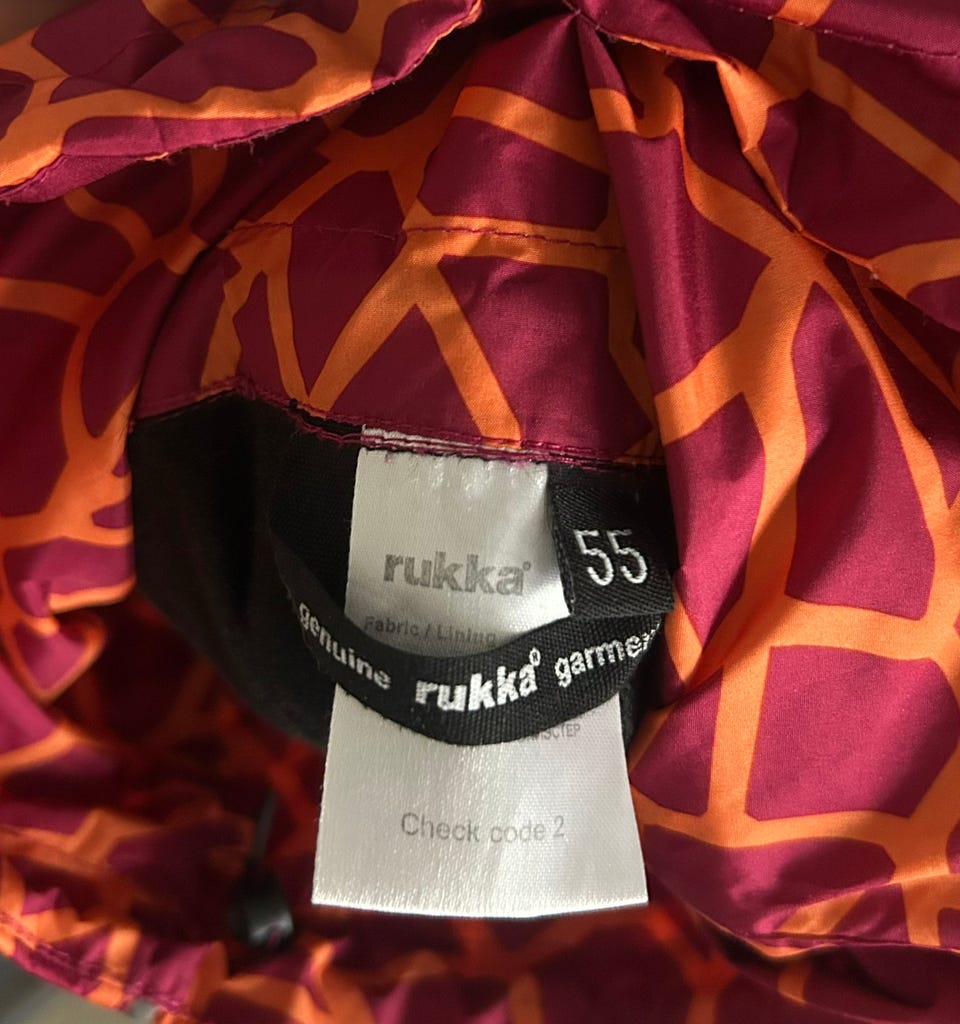 rukka°
55
Fabric / Lining
genuine rukka° garme
Check code 2